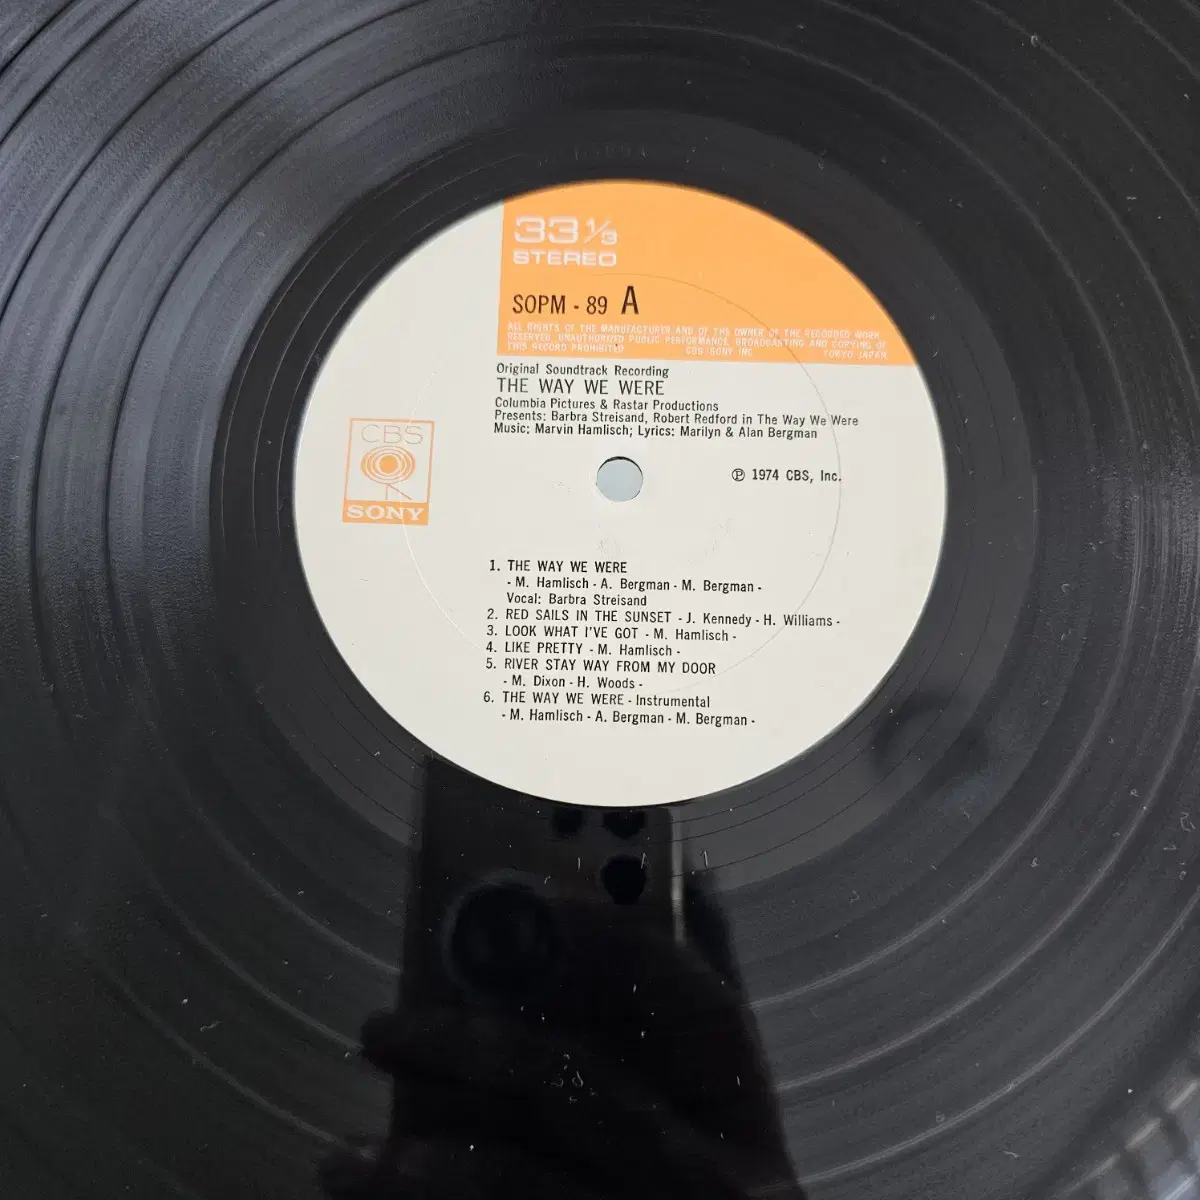 33 1/3
STEREO
SOPM - 89 A
ALL RIGHTS OF THE MANUFACTURER AND OF THE OWNER OF THE RECORDED WORK
RESERVED. UNAUTHORIZED PUBLIC PERFORMANCE, BROADCASTING AND COPYING OF
THIS RECORD PROHIBITED CBS/SONY INC. TOKYO JAPAN
Original Soundtrack Recording
THE WAY WE WERE
Columbia Pictures & Rastar Productions
Presents: Barbra Streisand, Robert Redford in The Way We Were
Music: Marvin Hamlisch; Lyrics: Marilyn & Alan Bergman
CBS
SONY
℗ 1974 CBS, Inc.
1. THE WAY WE WERE
- M. Hamlisch - A. Bergman - M. Bergman -
Vocal: Barbra Streisand
2. RED SAILS IN THE SUNSET - J. Kennedy - H. Williams -
3. LOOK WHAT I'VE GOT - M. Hamlisch -
4. LIKE PRETTY - M. Hamlisch -
5. RIVER STAY WAY FROM MY DOOR
- M. Dixon - H. Woods -
6. THE WAY WE WERE - Instrumental
- M. Hamlisch - A. Bergman - M. Bergman -